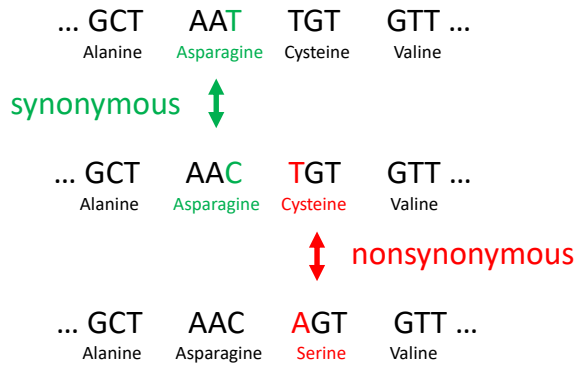 ... GCT AAT TGT GTT ...
Alanine Asparagine Cysteine Valine
synonymous
... GCT AAC TGT GTT ...
Alanine Asparagine Cysteine Valine
nonsynonymous
... GCT AAC AGT GTT ...
Alanine Asparagine Serine Valine